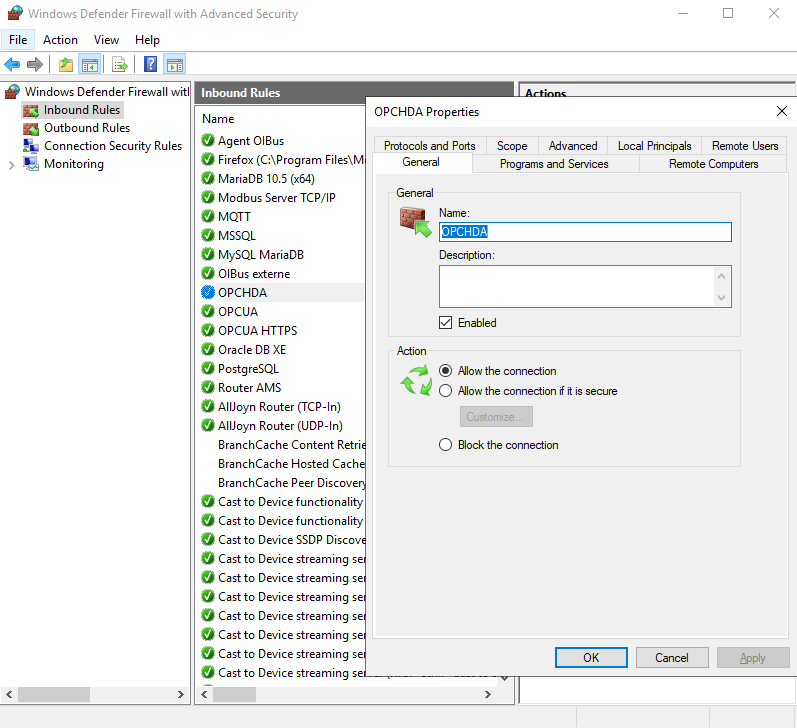 Windows Defender Firewall with Advanced Security
File Action View Help
Windows Defender Firewall with
Inbound Rules
Outbound Rules
Connection Security Rules
Monitoring
Inbound Rules
Name
Agent OIBus
Firefox (C:\Program Files\M
MariaDB 10.5 (x64)
Modbus Server TCP/IP
MQTT
MSSQL
MySQL MariaDB
OIBus externe
OPCHDA
OPCUA
OPCUA HTTPS
Oracle DB XE
PostgreSQL
Router AMS
AllJoyn Router (TCP-In)
AllJoyn Router (UDP-In)
BranchCache Content Retrie
BranchCache Hosted Cache
BranchCache Peer Discovery
Cast to Device functionality
Cast to Device functionality
Cast to Device SSDP Discove
Cast to Device streaming ser
Cast to Device streaming ser
Cast to Device streaming ser
Cast to Device streaming ser
Cast to Device streaming ser
Cast to Device streaming ser
Cast to Device streaming server
Actions
OPCHDA Properties
Protocols and Ports Scope Advanced Local Principals Remote Users
General Programs and Services Remote Computers
General
Name:
OPCHDA
Description:
Enabled
Action
Allow the connection
Allow the connection if it is secure
Customize...
Block the connection
OK Cancel Apply